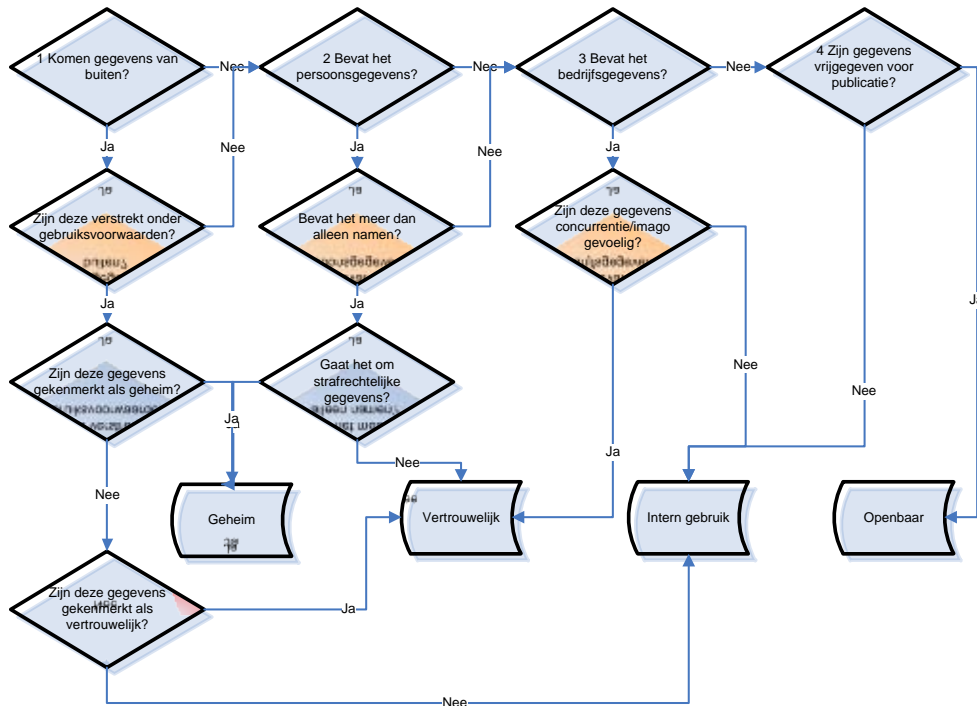 1 Komen gegevens van
buiten?
Nee
2 Bevat het
persoonsgegevens?
Nee
3 Bevat het
bedrijfsgegevens?
Nee
4 Zijn gegevens
vrijgegeven voor
publicatie?
Ja
Nee
Ja
Nee
Ja
Nee
Ja
Zijn deze verstrekt onder
gebruiksvoorwaarden?
Bevat het meer dan
alleen namen?
Zijn deze gegevens
concurrentie/imago
gevoelig?
Ja
Ja
Nee
Zijn deze gegevens
gekenmerkt als geheim?
Gaat het om
strafrechtelijke
gegevens?
Ja
Ja
Nee
Nee
Geheim
Vertrouwelijk
Intern gebruik
Openbaar
Zijn deze gegevens
gekenmerkt als
vertrouwelijk?
Ja
Nee